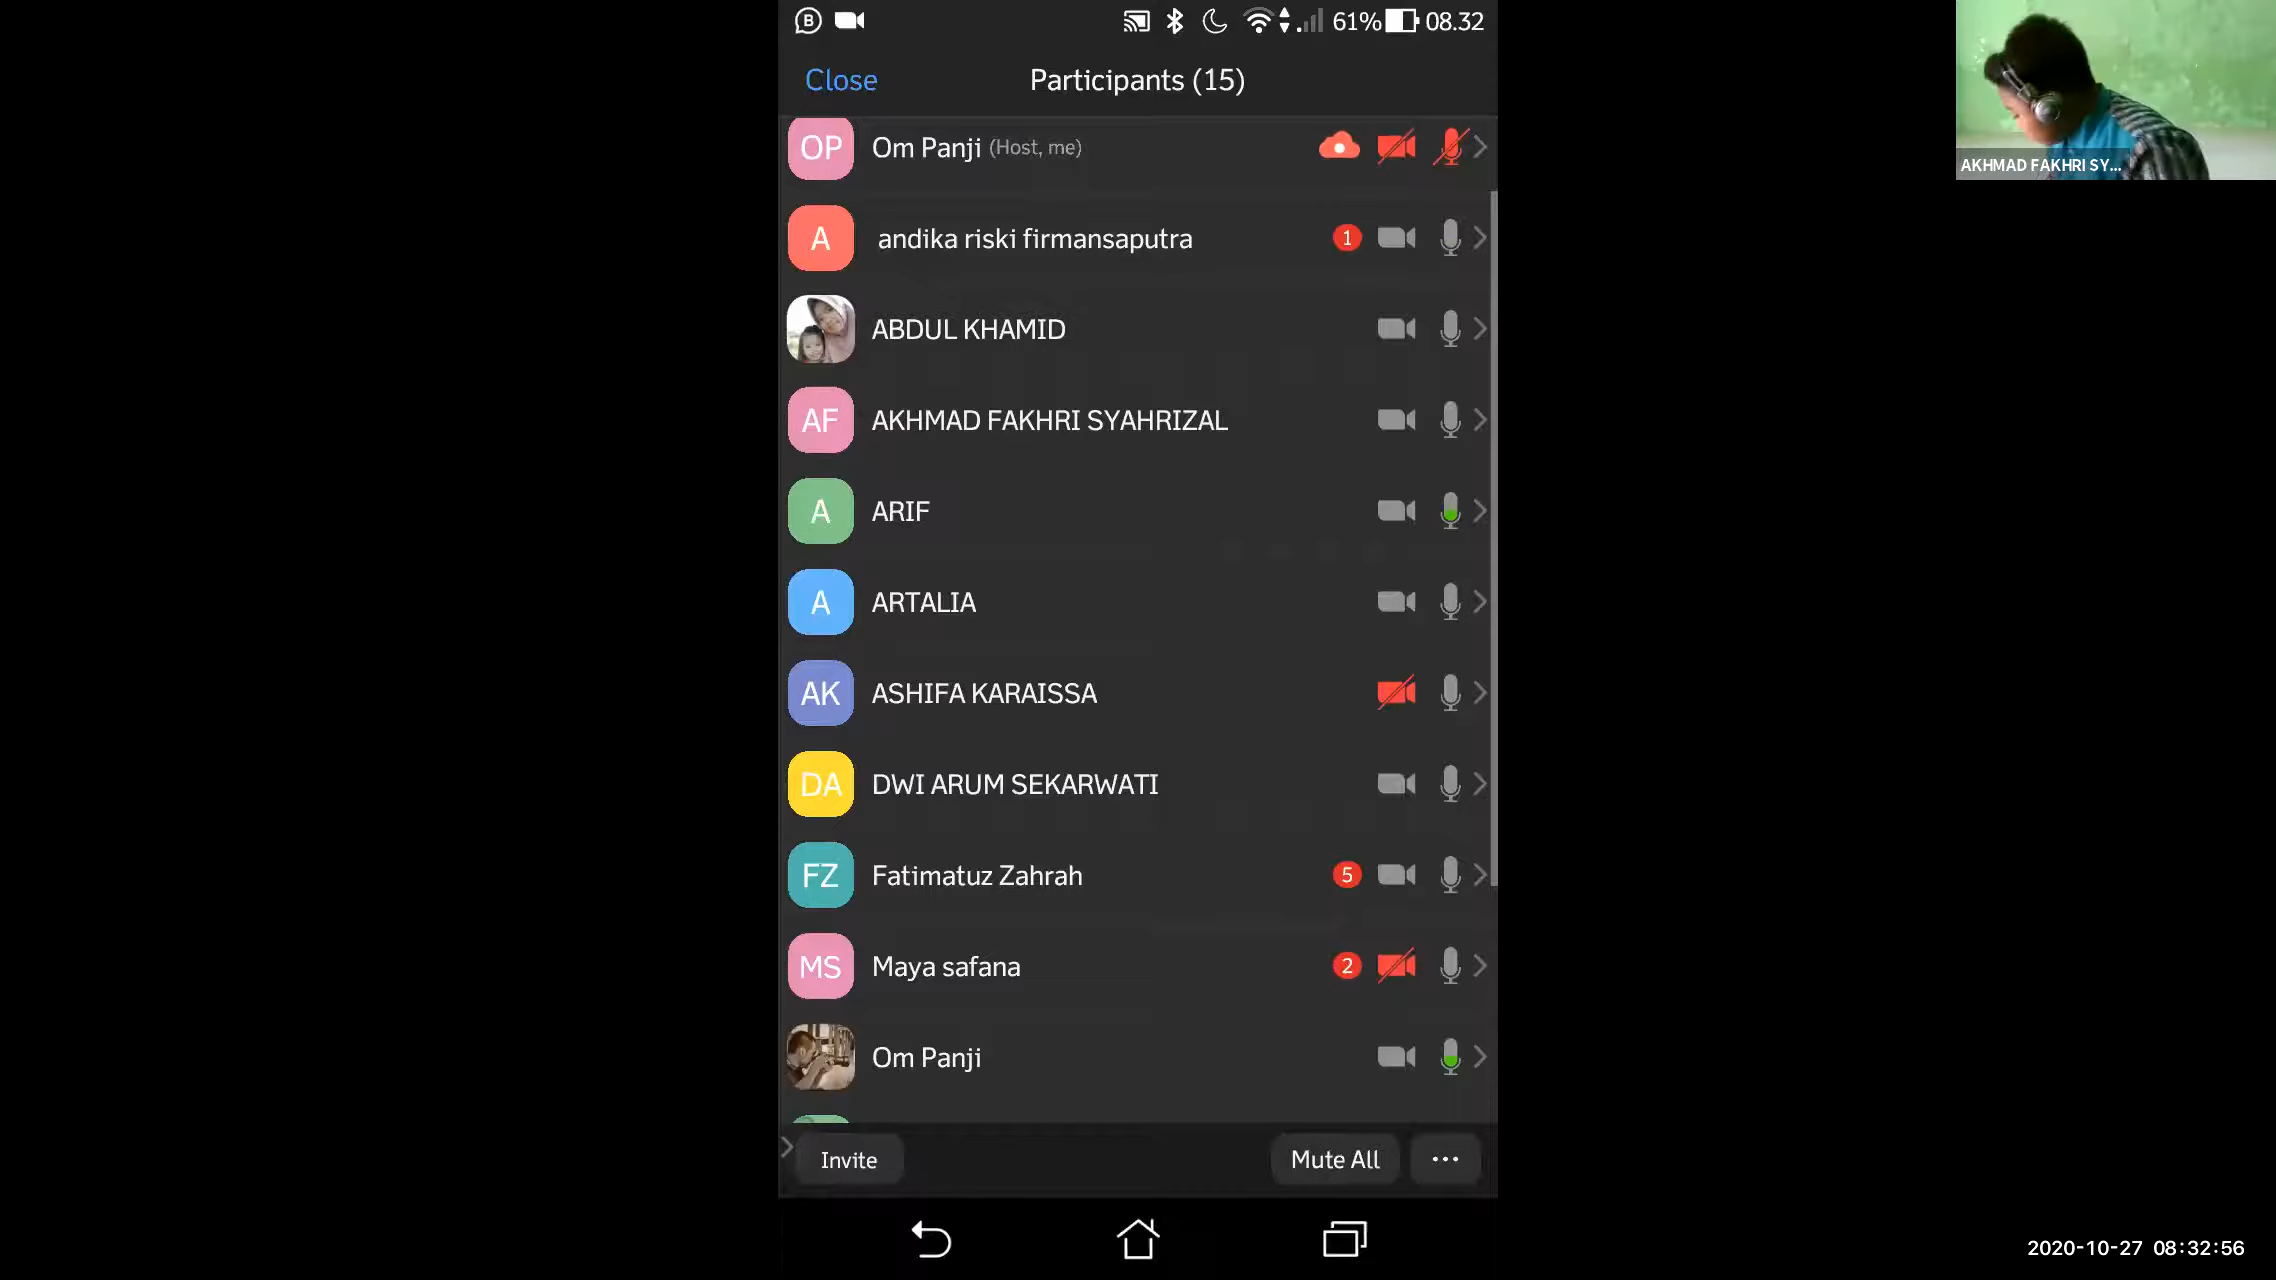 61% 08.32
Close Participants (15)
OP Om Panji (Host, me)
A andika riski firmansaputra 1
ABDUL KHAMID
AF AKHMAD FAKHRI SYAHRIZAL
A ARIF
A ARTALIA
AK ASHIFA KARAISSA
DA DWI ARUM SEKARWATI
FZ Fatimatuz Zahrah 5
MS Maya safana 2
Om Panji
Invite Mute All ...
AKHMAD FAKHRI SY...
2020-10-27 08:32:56